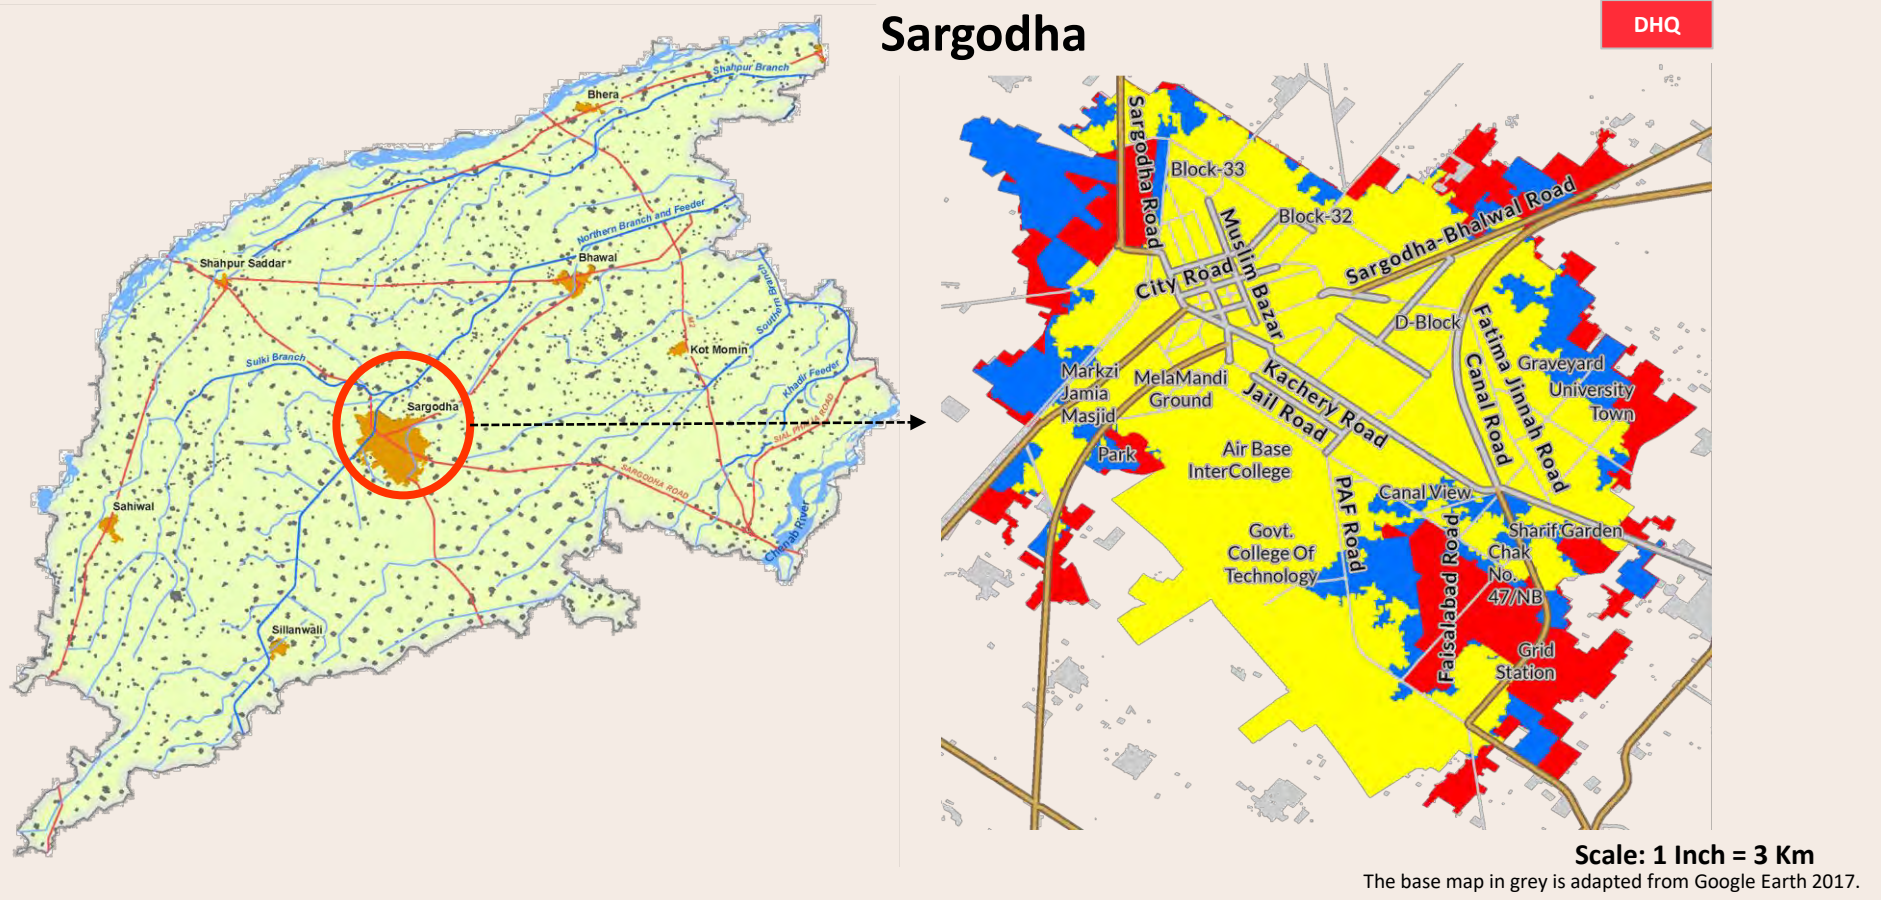 Sargodha
DHQ
Shahpur Branch
Bhera
Northern Branch and Feeder
Bhawal
Shahpur Saddar
Southern Branch
M2
Kot Momin
Sulki Branch
Khadir Feeder
Sargodha
SARGODHA ROAD
Sahiwal
Chenab River
Sillanwali
Sargodha Road
Block-33
Block-32
Muslim Bazar
Sargodha-Bhalwal Road
City Road
D-Block
Fatima Jinnah Road
Graveyard
University
Town
Canal Road
Markzi
Jamia
Masjid
MelaMandi
Ground
Kachery Road
Jail Road
Park
Air Base
InterCollege
PAF Road
Canal View
Sharif Garden
Govt.
College Of
Technology
Chak
No.
47/NB
Faisalabad Road
Grid
Station
Scale: 1 Inch = 3 Km
The base map in grey is adapted from Google Earth 2017.